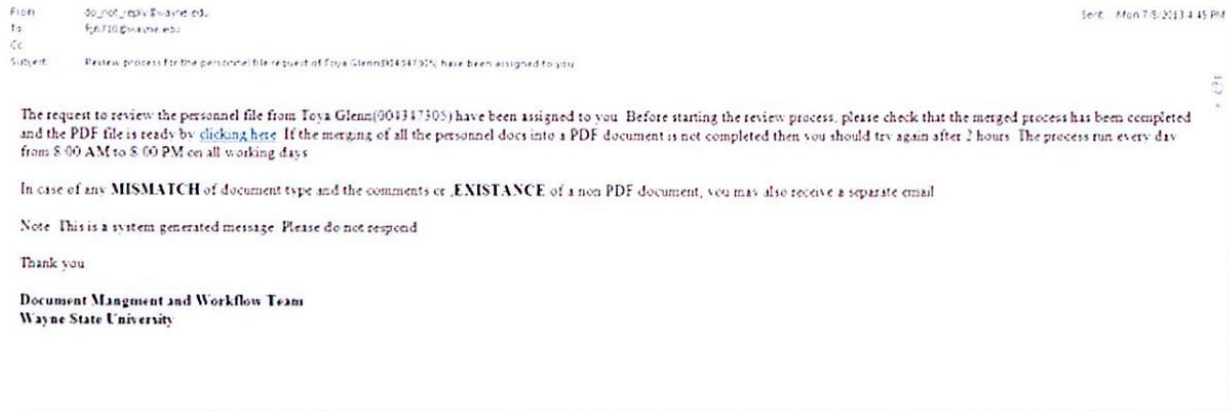 From: do_not_reply@wayne.edu
Sent: Mon 7/8/2013 4:45 PM
To: @wayne.edu
Cc:
Subject: Review process for the personnel file request of Toya Glenn(004347305) have been assigned to you
The request to review the personnel file from Toya Glenn(004347305) have been assigned to you. Before starting the review process, please check that the merged process has been completed
and the PDF file is ready by clicking here. If the merging of all the personnel docs into a PDF document is not completed then you should try again after 2 hours. The process run every day
from 8:00 AM to 8:00 PM on all working days.
In case of any MISMATCH of document type and the comments or ,EXISTANCE of a non PDF document, you may also receive a separate email.
Note: This is a system generated message. Please do not respond.
Thank you
Document Mangment and Workflow Team
Wayne State University